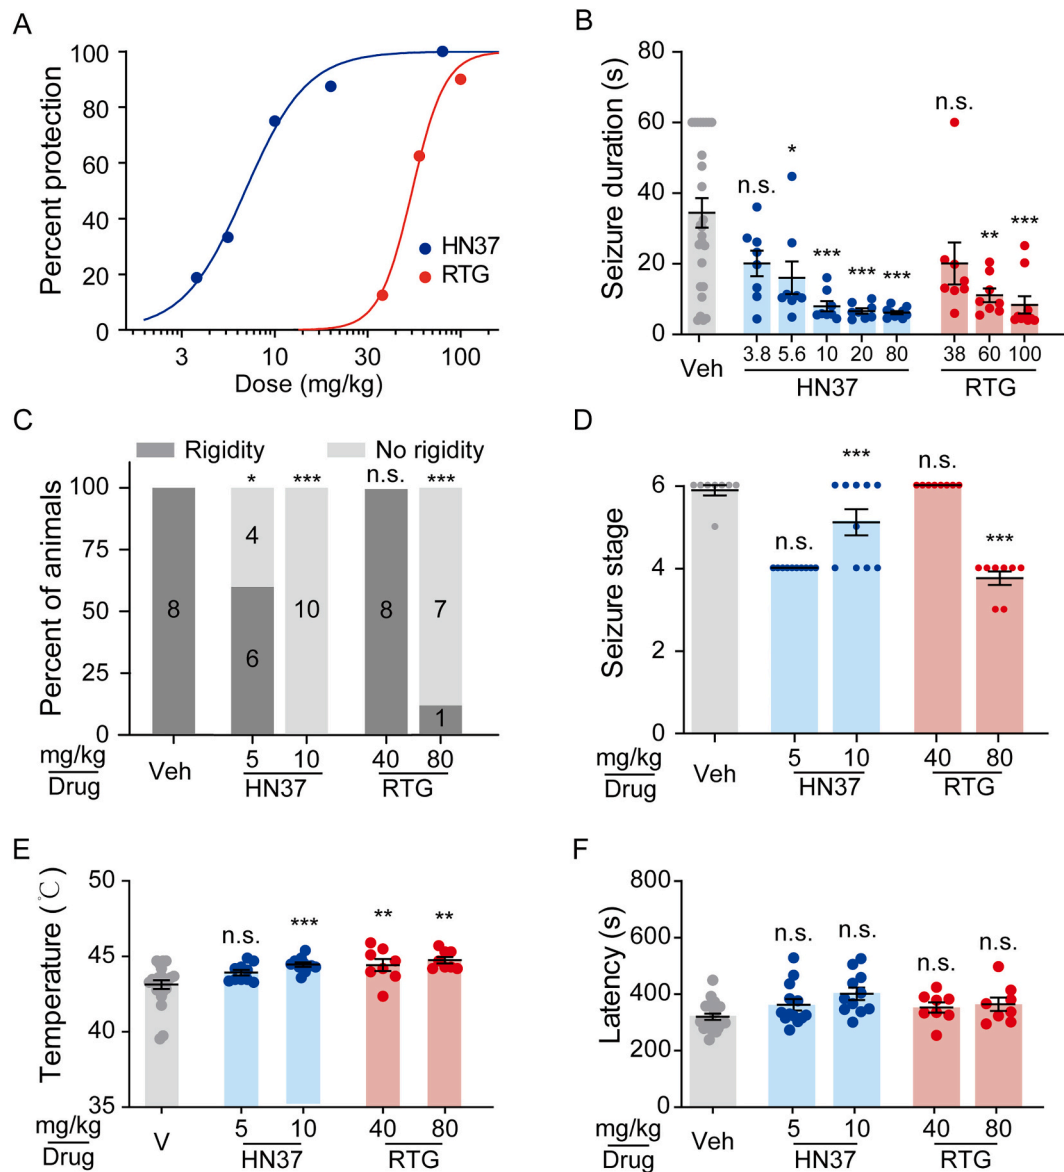 A
Percent protection
100
80
60
40
20
0
HN37
RTG
3
10
30
100
Dose (mg/kg)
B
Seizure duration (s)
80
60
40
20
0
n.s.
*
***
***
***
n.s.
**
***
3.8
5.6
10
20
80
38
60
100
Veh
HN37
RTG
C
Rigidity
No rigidity
Percent of animals
100
75
50
25
0
*
***
n.s.
***
8
4
6
10
8
7
1
mg/kg
Drug
Veh
5
10
40
80
HN37
RTG
D
Seizure stage
6
4
2
0
n.s.
***
n.s.
***
mg/kg
Drug
Veh
5
10
40
80
HN37
RTG
E
Temperature (℃)
50
45
40
35
n.s.
***
**
**
mg/kg
Drug
V
5
10
40
80
HN37
RTG
F
Latency (s)
800
600
400
200
0
n.s.
n.s.
n.s.
n.s.
mg/kg
Drug
Veh
5
10
40
80
HN37
RTG